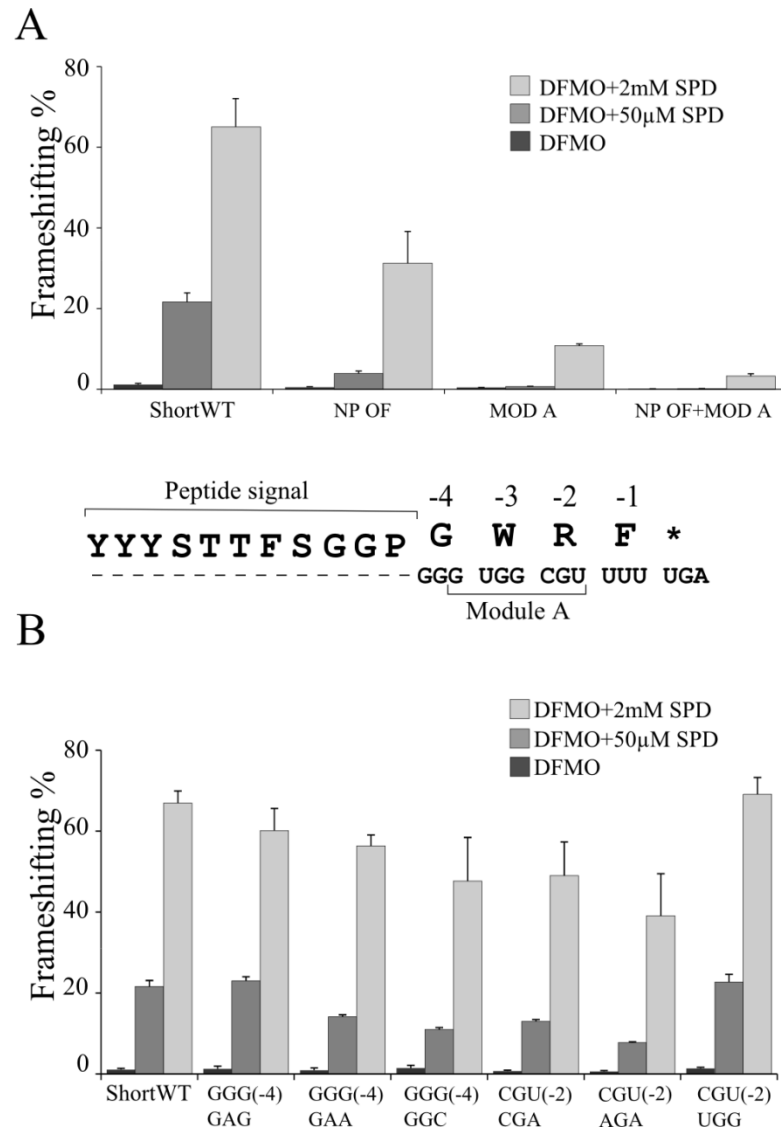 A
Frameshifting %
80
60
40
20
0
DFMO+2mM SPD
DFMO+50µM SPD
DFMO
ShortWT NP OF MOD A NP OF+MOD A
Peptide signal
-4 -3 -2 -1
Y Y Y S T T F S G G P G W R F *
GGG UGG CGU UUU UGA
Module A
B
Frameshifting %
80
60
40
20
0
DFMO+2mM SPD
DFMO+50µM SPD
DFMO
ShortWT GGG(-4) GGG(-4) GGG(-4) CGU(-2) CGU(-2) CGU(-2)
GAG GAA GGC CGA AGA UGG